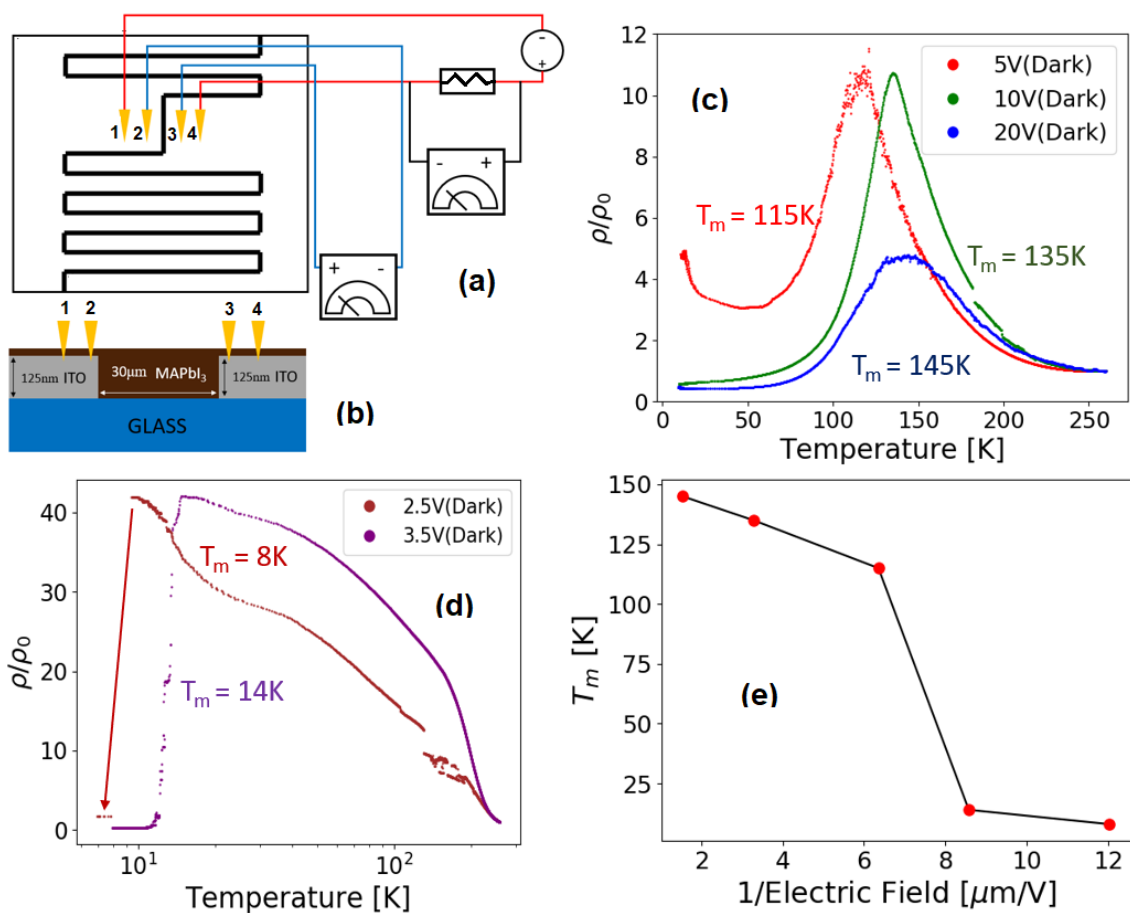 1
2
3
4
-
+
-
+
+
-
(a)
1
2
3
4
125nm ITO
30μm MAPbI₃
125nm ITO
GLASS
(b)
12
10
8
6
4
2
0
ρ/ρ₀
(c)
5V(Dark)
10V(Dark)
20V(Dark)
Tₘ = 115K
Tₘ = 135K
Tₘ = 145K
0
50
100
150
200
250
Temperature [K]
40
30
20
10
0
ρ/ρ₀
2.5V(Dark)
3.5V(Dark)
Tₘ = 8K
(d)
Tₘ = 14K
10¹
10²
Temperature [K]
150
125
100
75
50
25
Tₘ [K]
(e)
2
4
6
8
10
12
1/Electric Field [μm/V]